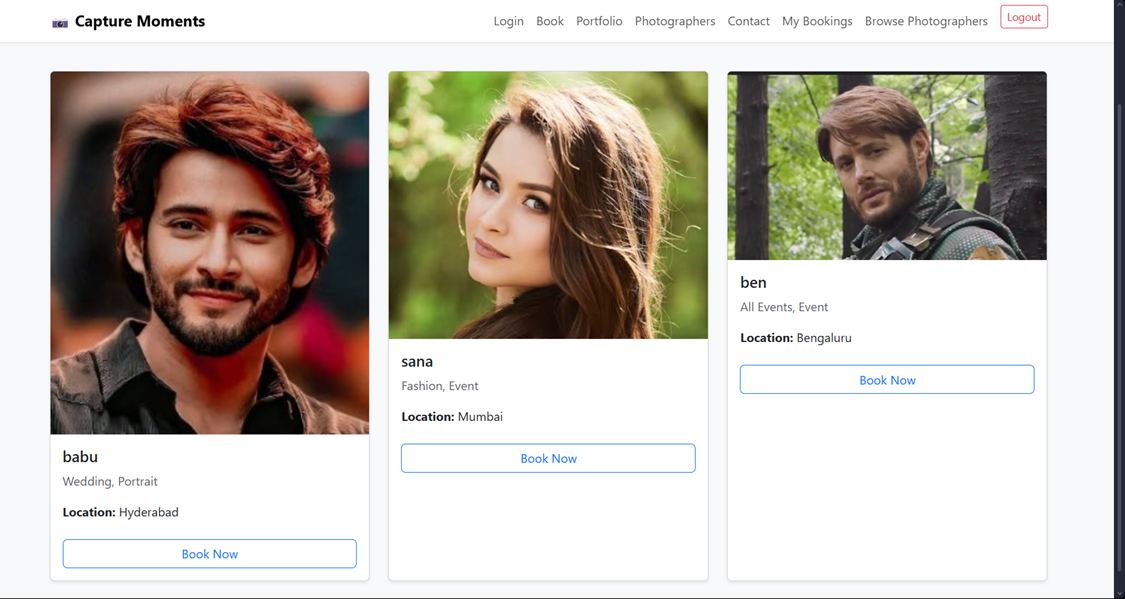 Capture Moments
Login Book Portfolio Photographers Contact My Bookings Browse Photographers Logout
babu
Wedding, Portrait
Location: Hyderabad
Book Now
sana
Fashion, Event
Location: Mumbai
Book Now
ben
All Events, Event
Location: Bengaluru
Book Now